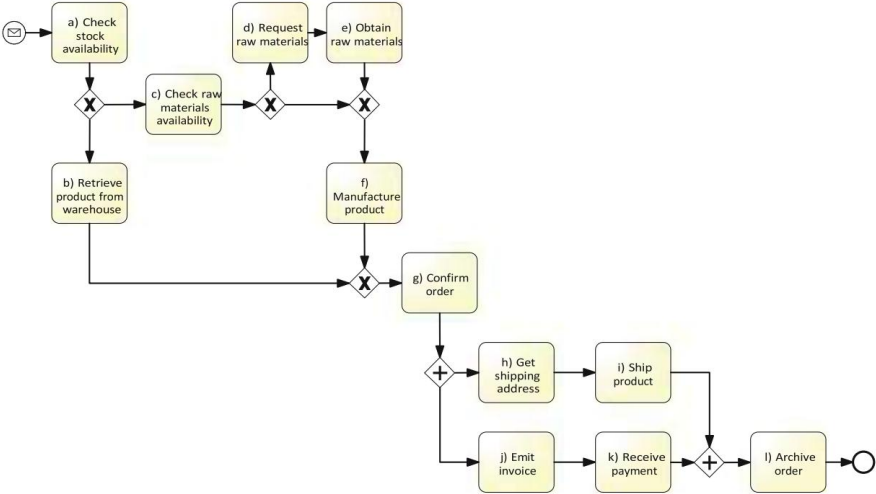 a) Check
stock
availability
d) Request
raw materials
e) Obtain
raw materials
c) Check raw
materials
availability
b) Retrieve
product from
warehouse
f)
Manufacture
product
g) Confirm
order
h) Get
shipping
address
i) Ship
product
j) Emit
invoice
k) Receive
payment
l) Archive
order